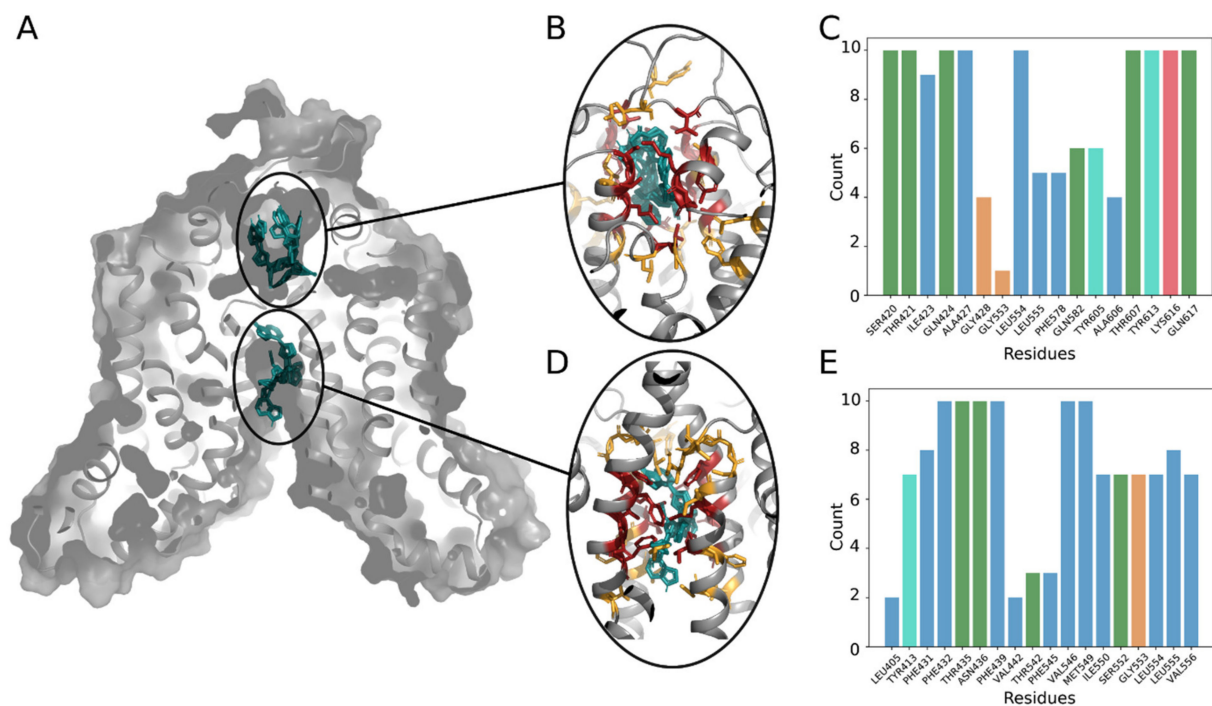 A
B
C
10
8
6
4
2
0
Count
SER420
THR421
ILE423
GLN424
ALA427
GLY428
GLY553
LEU554
LEU555
PHE578
GLN582
TYR605
ALA606
THR607
TYR613
LYS616
GLN617
Residues
D
E
10
8
6
4
2
0
Count
LEU405
TYR413
PHE431
PHE432
THR435
ASN436
PHE439
VAL442
THR542
PHE545
VAL546
MET549
ILE550
SER552
GLY553
LEU554
LEU555
VAL556
Residues